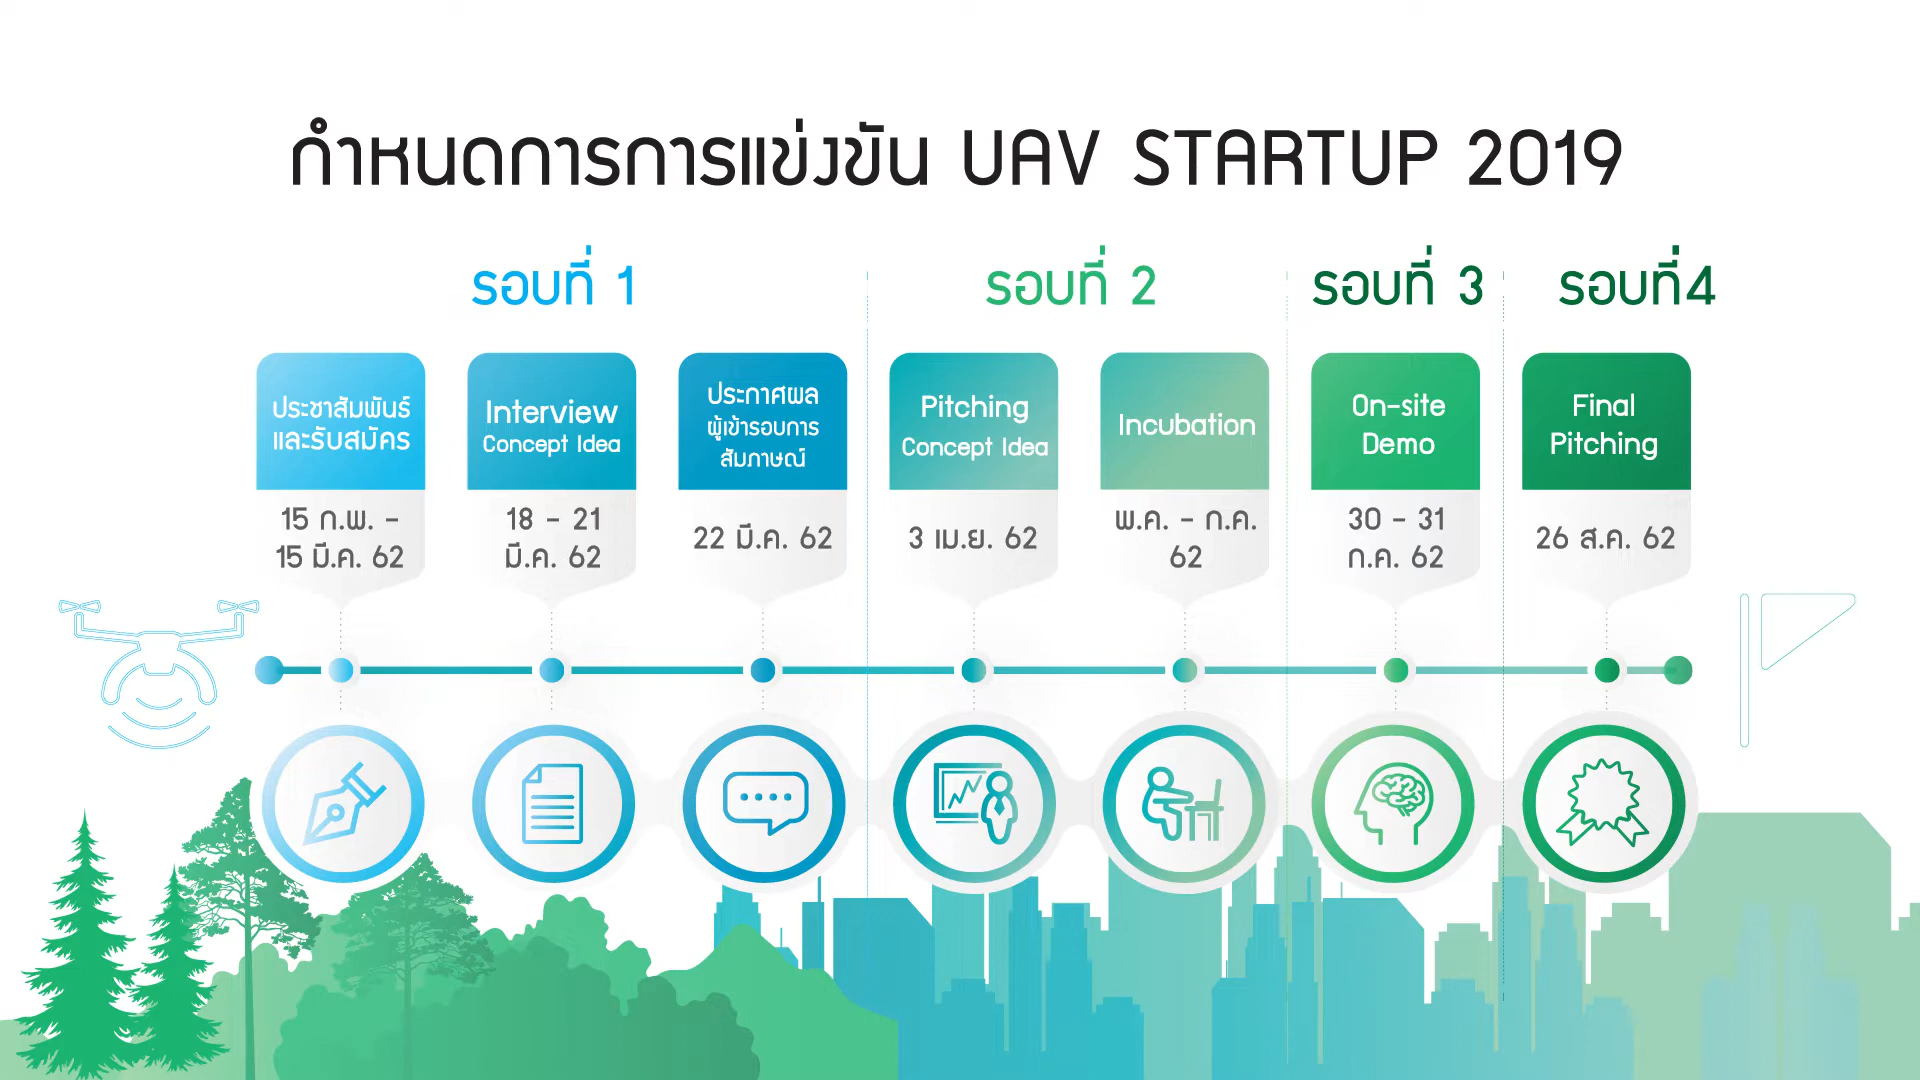 กำหนดการการแข่งขัน UAV STARTUP 2019
รอบที่ 1
รอบที่ 2
รอบที่ 3
รอบที่4
ประชาสัมพันธ์
และรับสมัคร
15 ก.พ. -
15 มี.ค. 62
Interview
Concept Idea
18 - 21
มี.ค. 62
ประกาศผล
ผู้เข้ารอบการ
สัมภาษณ์
22 มี.ค. 62
Pitching
Concept Idea
3 เม.ย. 62
Incubation
พ.ค. - ก.ค.
62
On-site
Demo
30 - 31
ก.ค. 62
Final
Pitching
26 ส.ค. 62